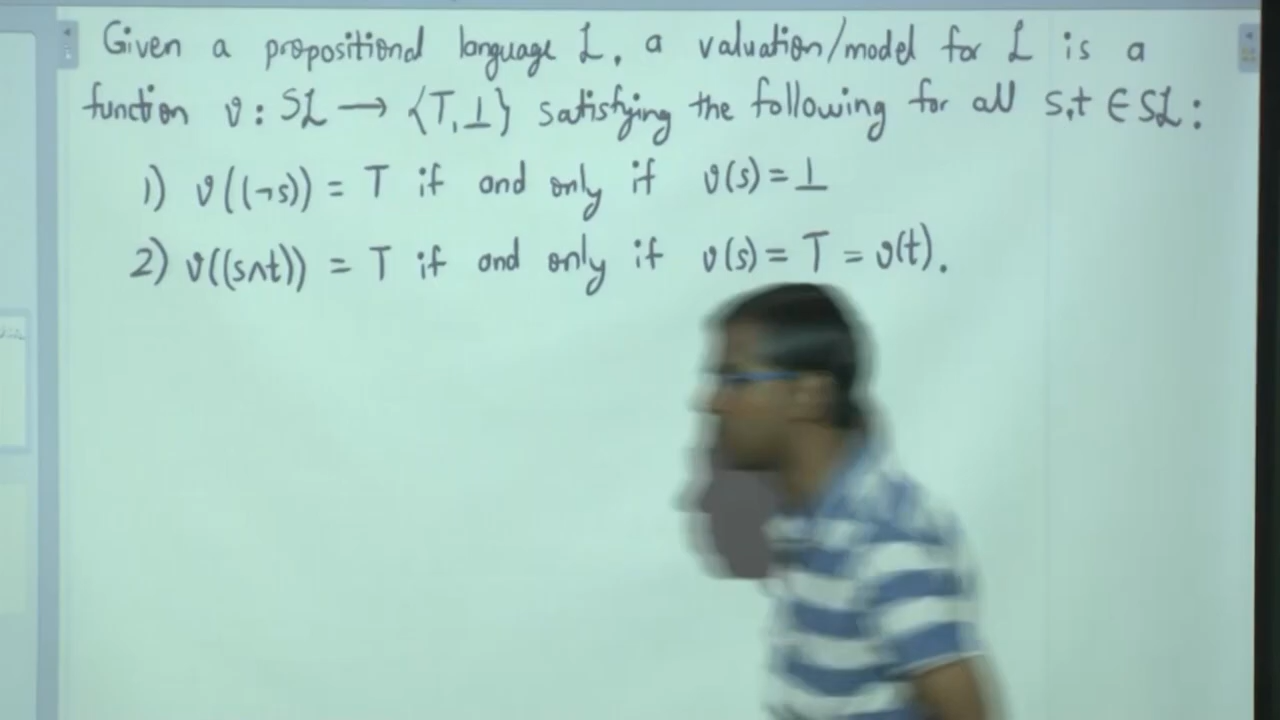 Given a propositional language L, a valuation/model for L is a
function v : SL → {T,⊥} satisfying the following for all s,t ∈ SL :
1) v((¬s)) = T if and only if v(s) = ⊥
2) v((s∧t)) = T if and only if v(s) = T = v(t).